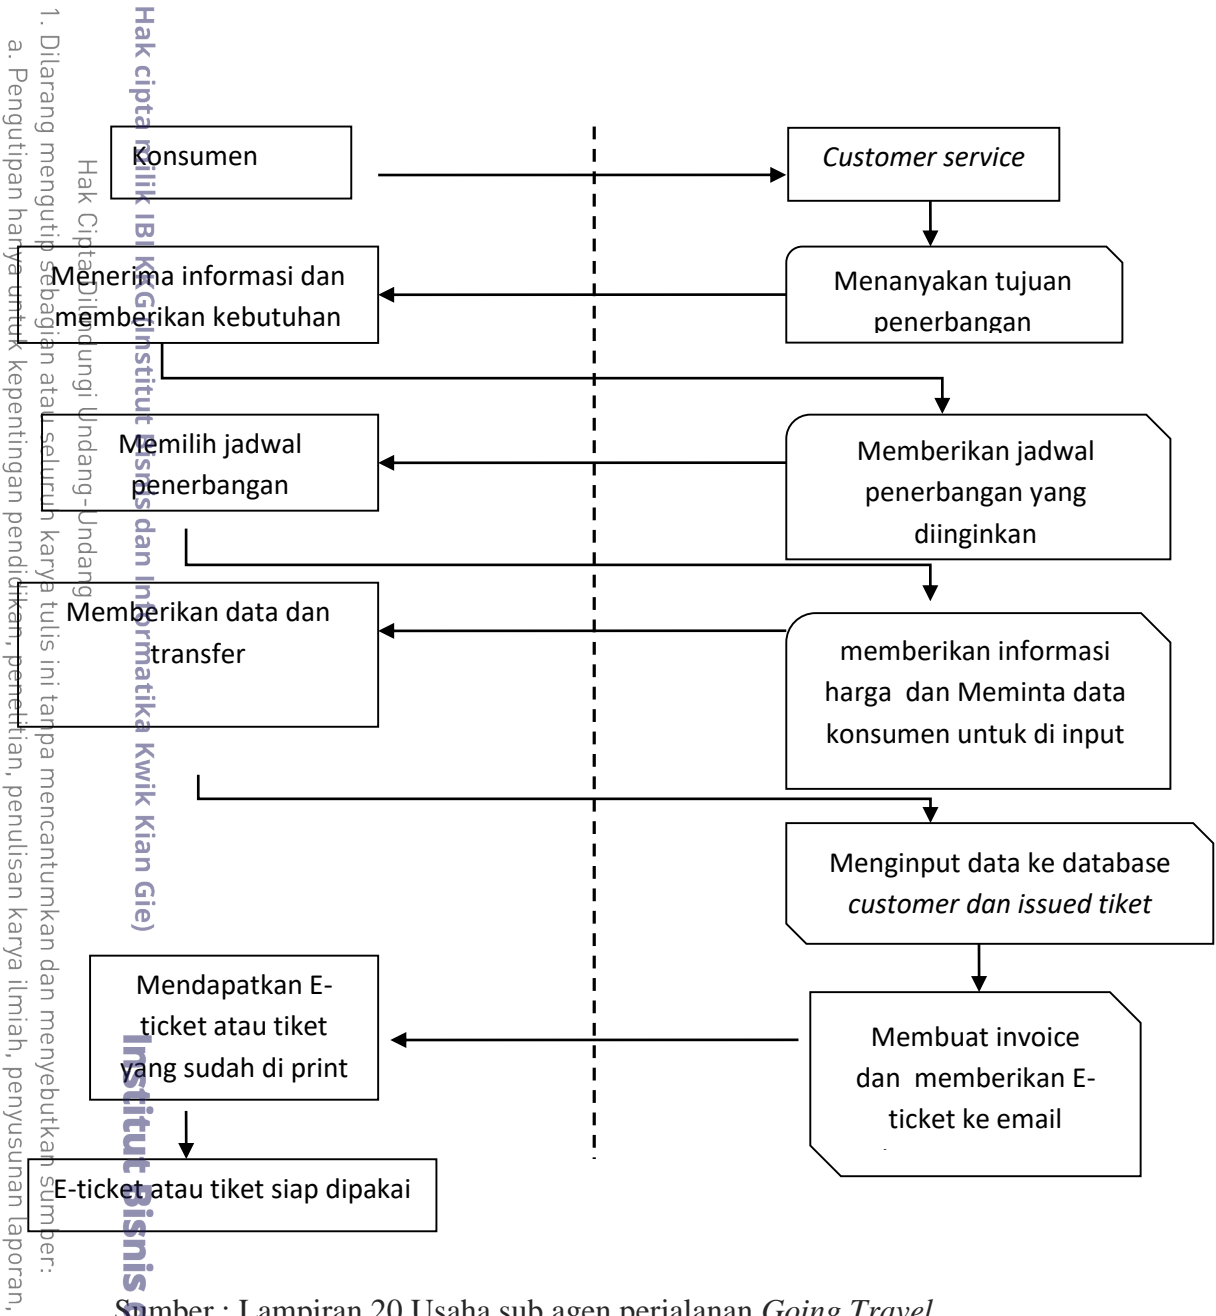 Hak cipta milik IBI KKG (Institut Bisnis dan Informatika Kwik Kian Gie)
Hak Cipta Dilindungi Undang-Undang
1. Dilarang mengutip sebagian atau seluruh karya tulis ini tanpa mencantumkan dan menyebutkan sumber:
a. Pengutipan hanya untuk kepentingan pendidikan, penelitian, penulisan karya ilmiah, penyusunan laporan,
Institut Bisnis
Konsumen
Customer service
Menanyakan tujuan
penerbangan
Menerima informasi dan
memberikan kebutuhan
Memberikan jadwal
penerbangan yang
diinginkan
Memilih jadwal
penerbangan
memberikan informasi
harga dan Meminta data
konsumen untuk di input
Memberikan data dan
transfer
Menginput data ke database
customer dan issued tiket
Membuat invoice
dan memberikan E-
ticket ke email
Mendapatkan E-
ticket atau tiket
yang sudah di print
E-ticket atau tiket siap dipakai
Sumber : Lampiran 20 Usaha sub agen perjalanan Going Travel